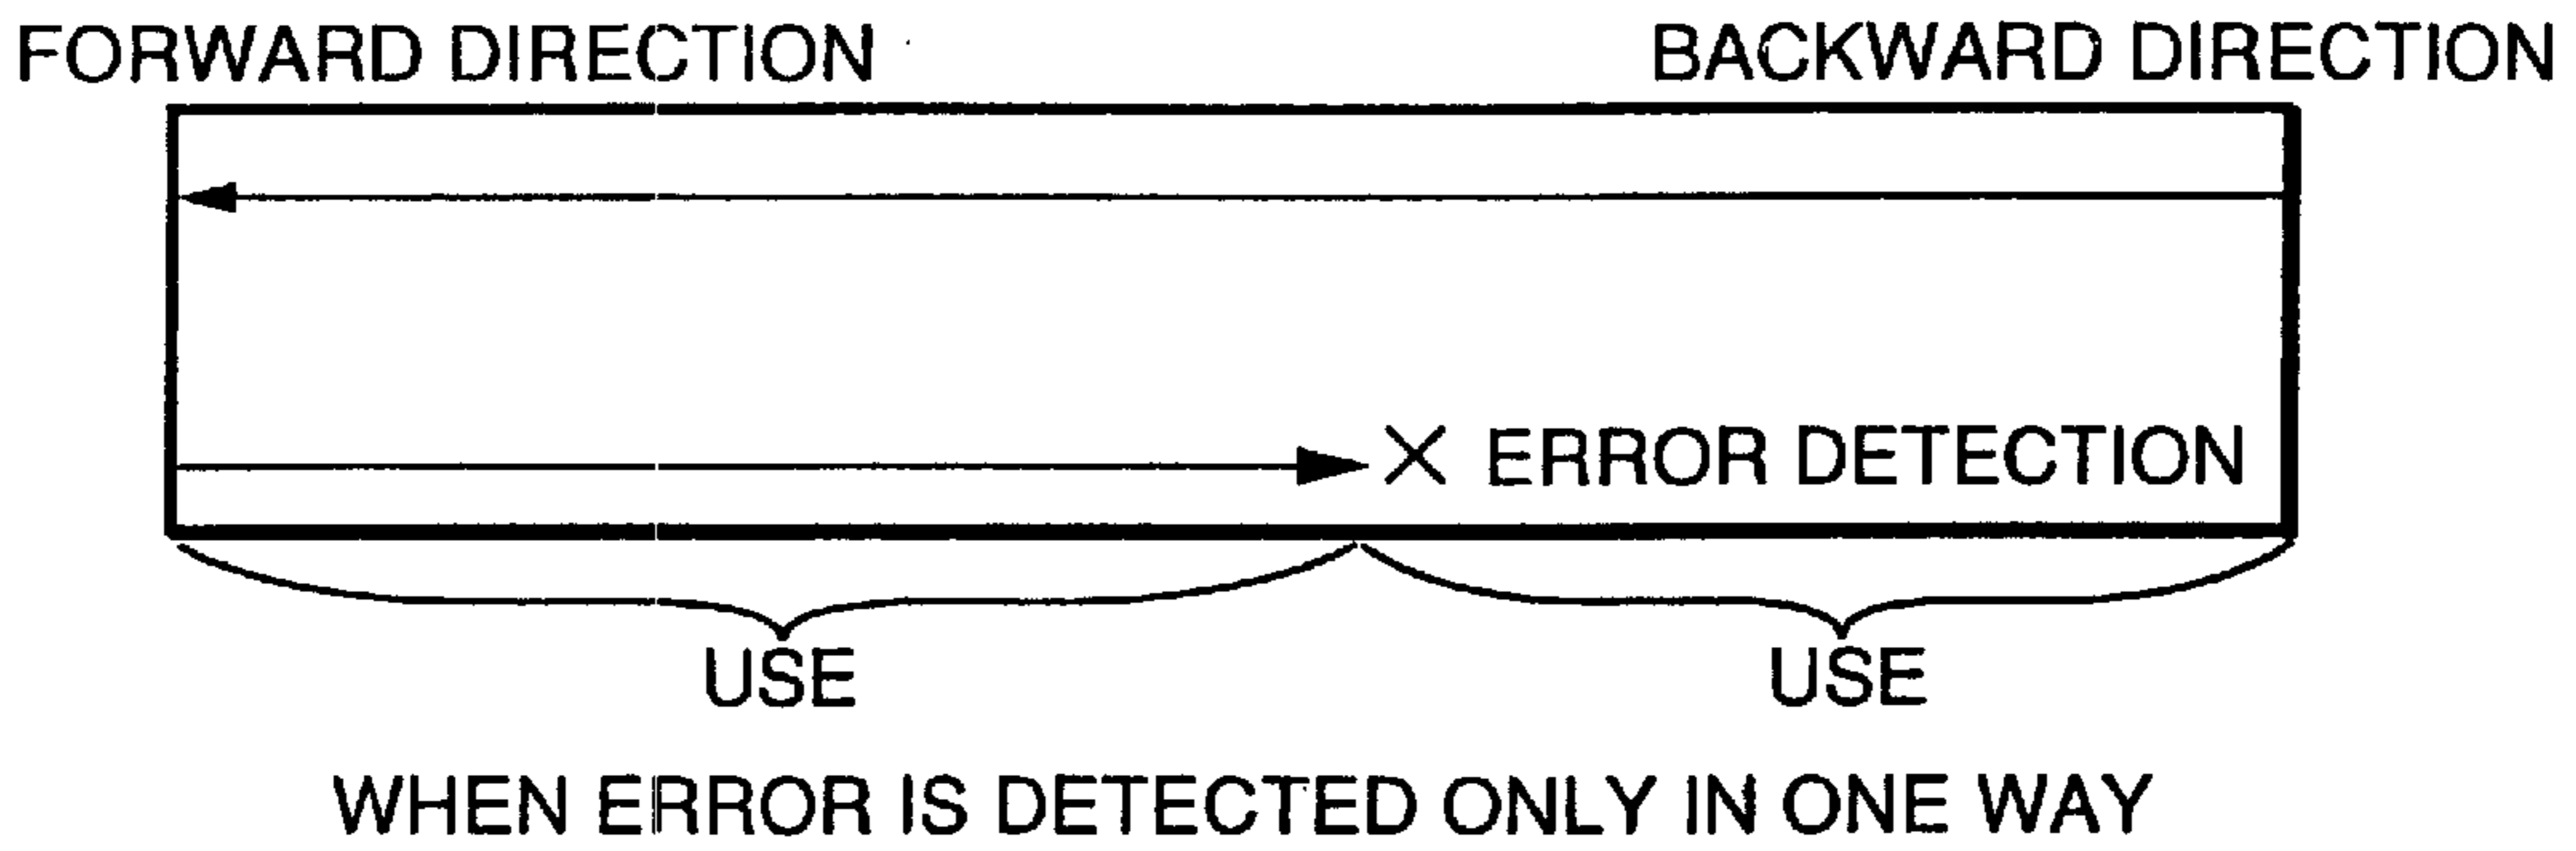 FORWARD DIRECTION BACKWARD DIRECTION
ERROR DETECTION
USE USE
WHEN ERROR IS DETECTED ONLY IN ONE WAY